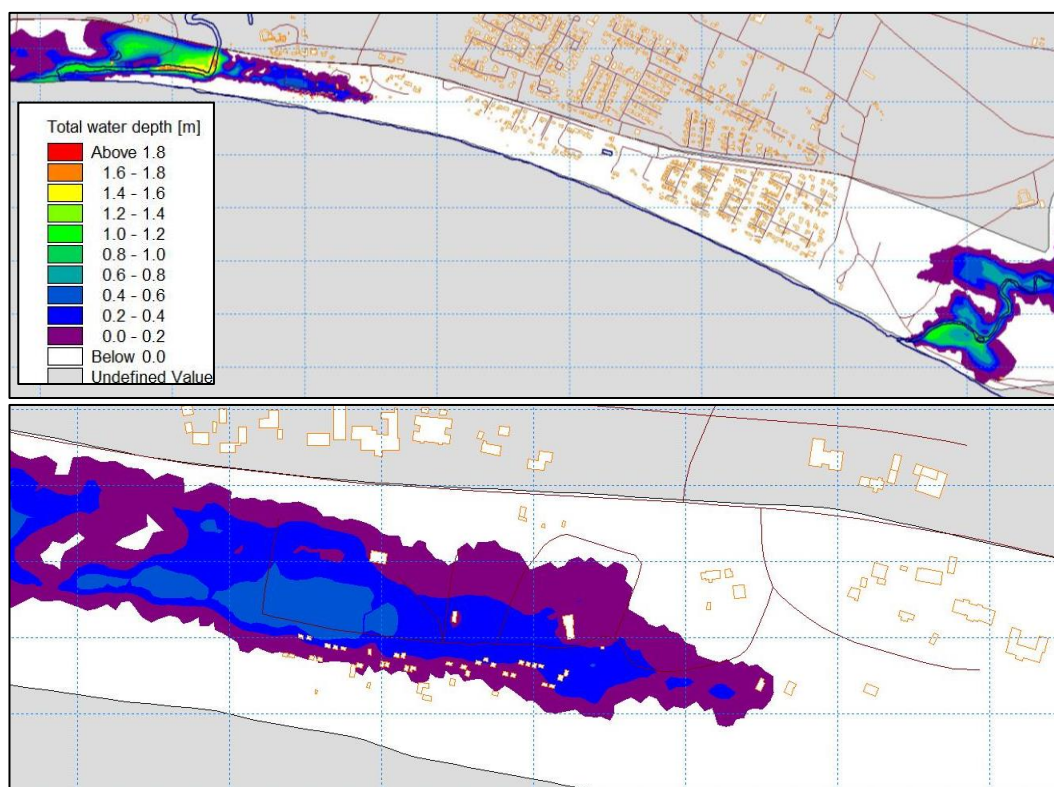 Total water depth [m]
Above 1.8
1.6 - 1.8
1.4 - 1.6
1.2 - 1.4
1.0 - 1.2
0.8 - 1.0
0.6 - 0.8
0.4 - 0.6
0.2 - 0.4
0.0 - 0.2
Below 0.0
Undefined Value